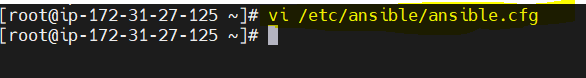 [root@ip-172-31-27-125 ~]# vi /etc/ansible/ansible.cfg
[root@ip-172-31-27-125 ~]#